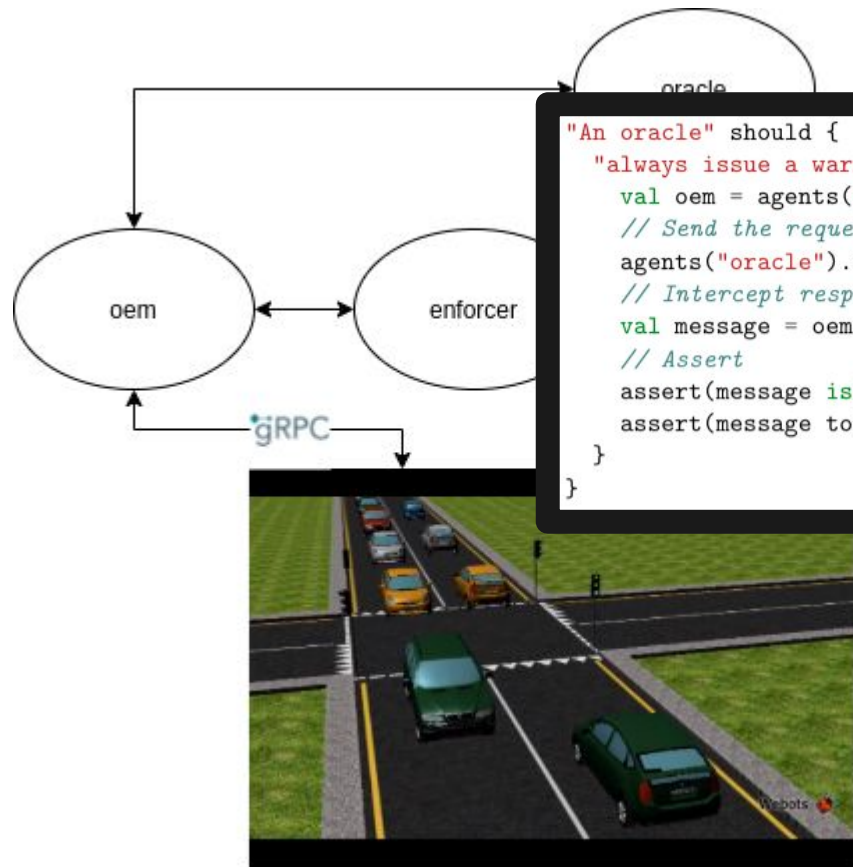 oracle
"An oracle" should {
"always issue a war
val oem = agents(
// Send the reque
agents("oracle").
// Intercept resp
val message = oem
// Assert
assert(message is
assert(message to
}
}
oem
enforcer
gRPC
Webots